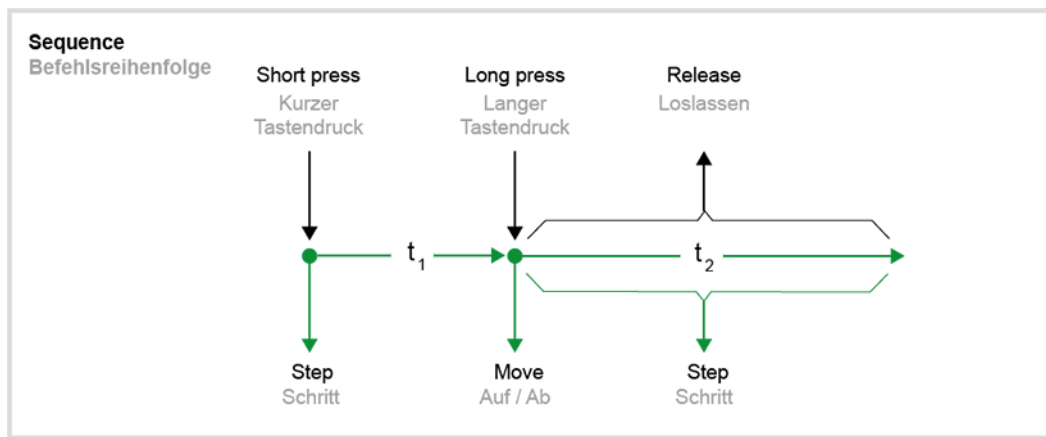 Sequence
Befehlsreihenfolge
Short press
Kurzer
Tastendruck
Long press
Langer
Tastendruck
Release
Loslassen
t1
t2
Step
Schritt
Move
Auf / Ab
Step
Schritt